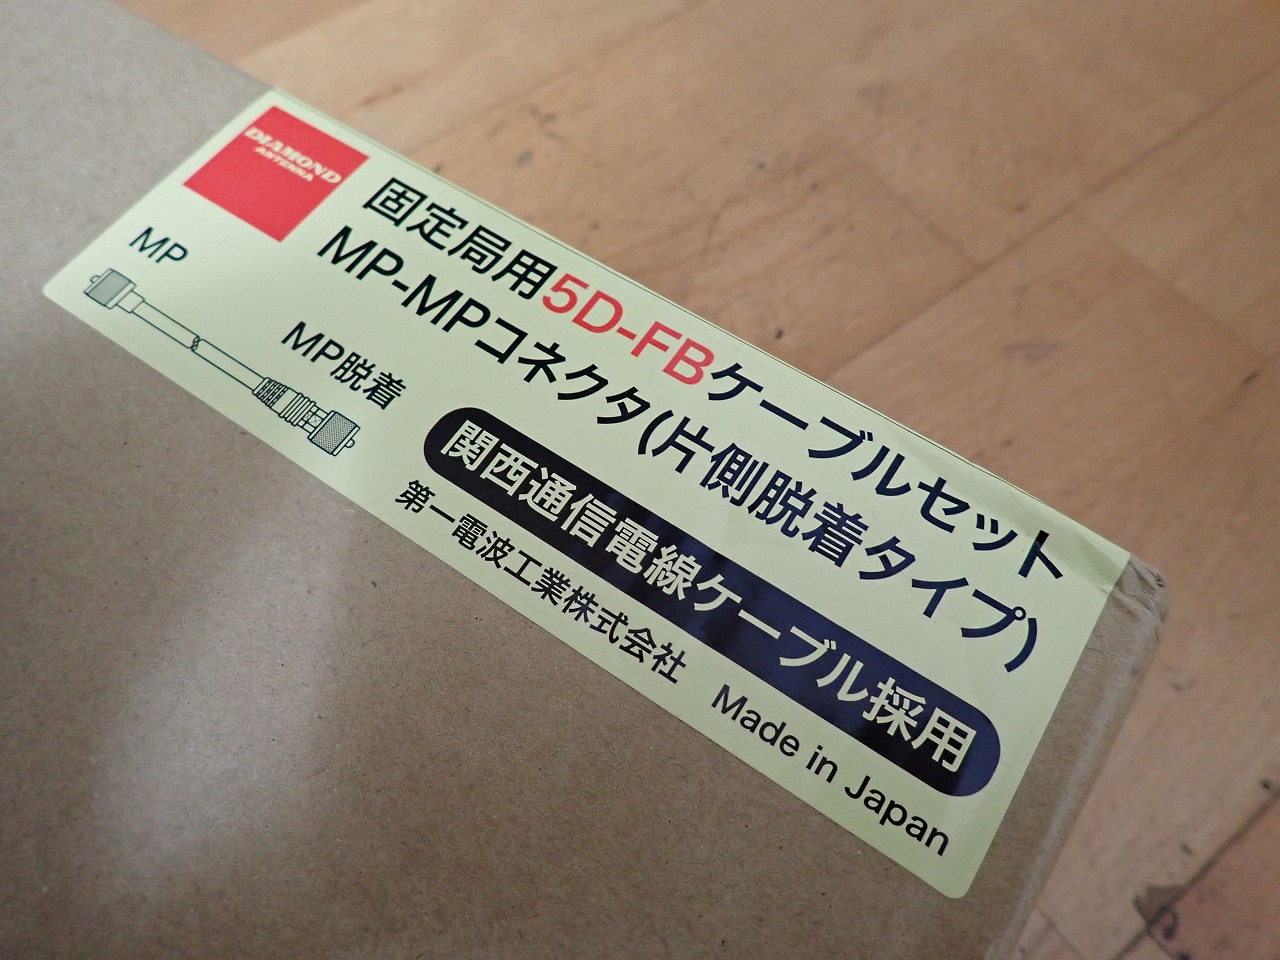 DIAMOND
ANTENNA
固定局用5D-FBケーブルセット
MP-MPコネクタ(片側脱着タイプ)
MP
MP脱着
関西通信電線ケーブル採用
第一電波工業株式会社 Made in Japan